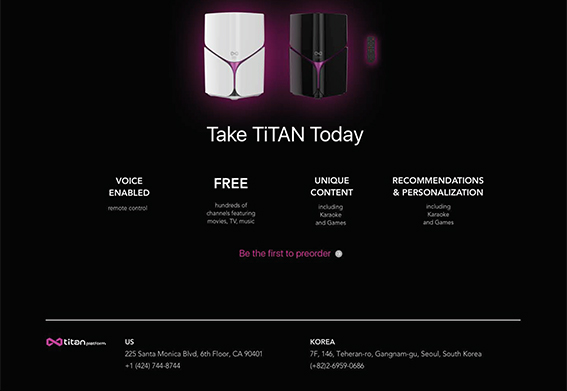 Take TiTAN Today
VOICE
ENABLED
remote control
FREE
hundreds of
channels featuring
movies, TV, music
UNIQUE
CONTENT
including
Karaoke
and Games
RECOMMENDATIONS
& PERSONALIZATION
including
Karaoke
and Games
Be the first to preorder
titan platform
US
225 Santa Monica Blvd, 6th Floor, CA 90401
+1 (424) 744-8744
KOREA
7F, 146, Teheran-ro, Gangnam-gu, Seoul, South Korea
(+82)2-6959-0686